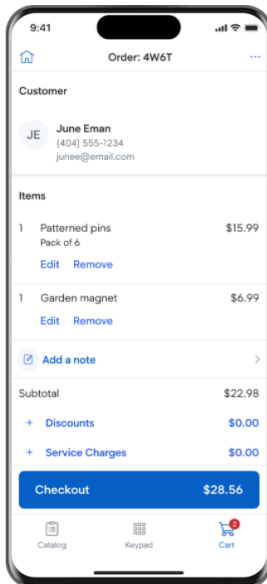 9:41
Order: 4W6T
Customer
JE
June Eman
(404) 555-1234
junee@email.com
Items
1 Patterned pins $15.99
Pack of 6
Edit Remove
1 Garden magnet $6.99
Edit Remove
Add a note
Subtotal $22.98
+ Discounts $0.00
+ Service Charges $0.00
Checkout $28.56
2
Catalog Keypad Cart